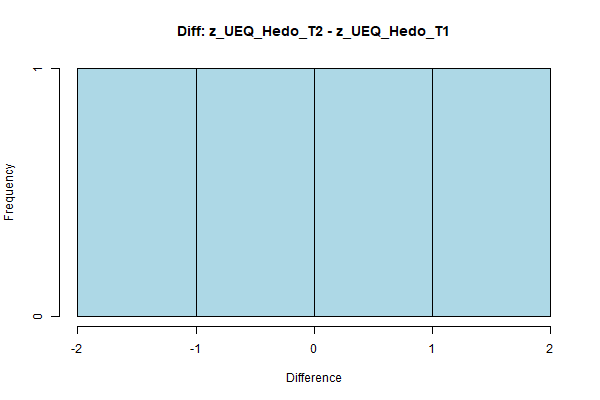 Diff: z_UEQ_Hedo_T2 - z_UEQ_Hedo_T1
Frequency
1
0
-2 -1 0 1 2
Difference